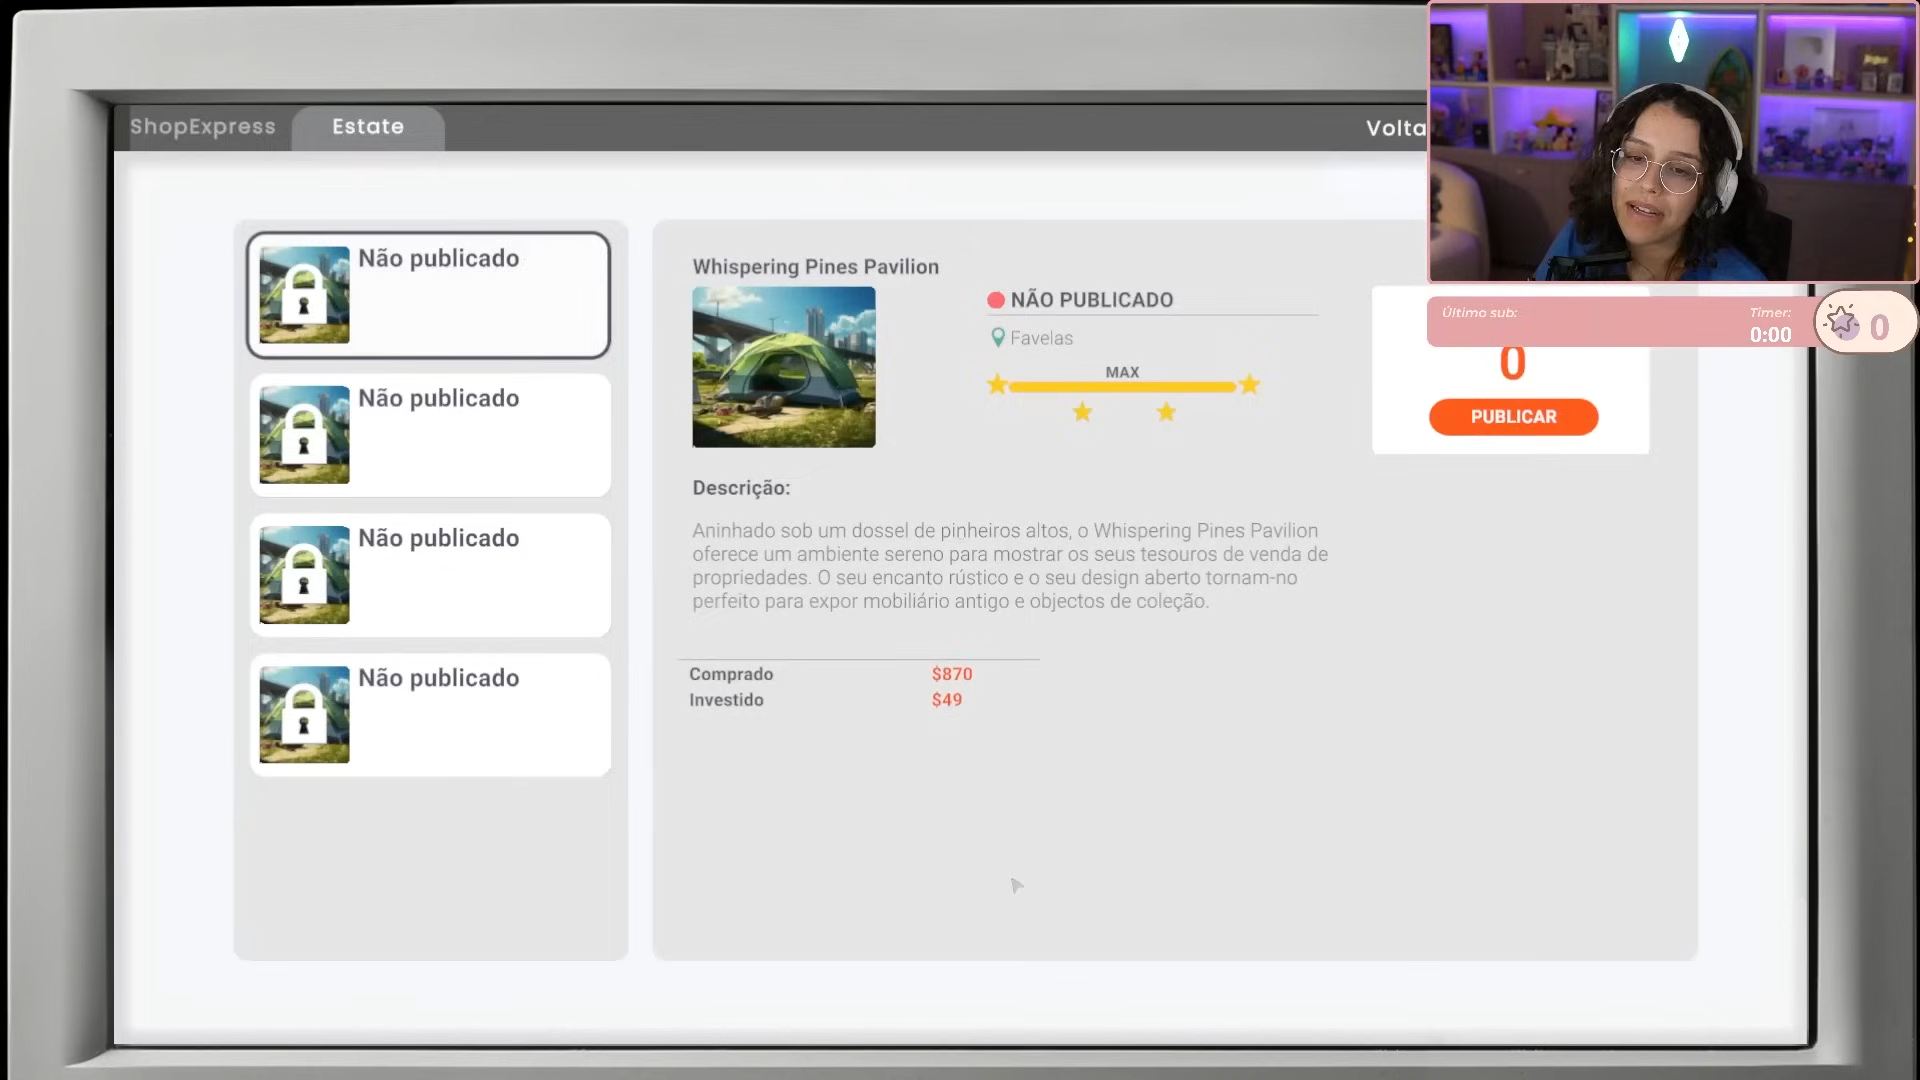 ShopExpress
Estate
Volta
Último sub:
Timer:
0:00
0
Não publicado
Não publicado
Não publicado
Não publicado
Whispering Pines Pavilion
NÃO PUBLICADO
Favelas
MAX
0
PUBLICAR
Descrição:
Aninhado sob um dossel de pinheiros altos, o Whispering Pines Pavilion
oferece um ambiente sereno para mostrar os seus tesouros de venda de
propriedades. O seu encanto rústico e o seu design aberto tornam-no
perfeito para expor mobiliário antigo e objectos de coleção.
Comprado $870
Investido $49